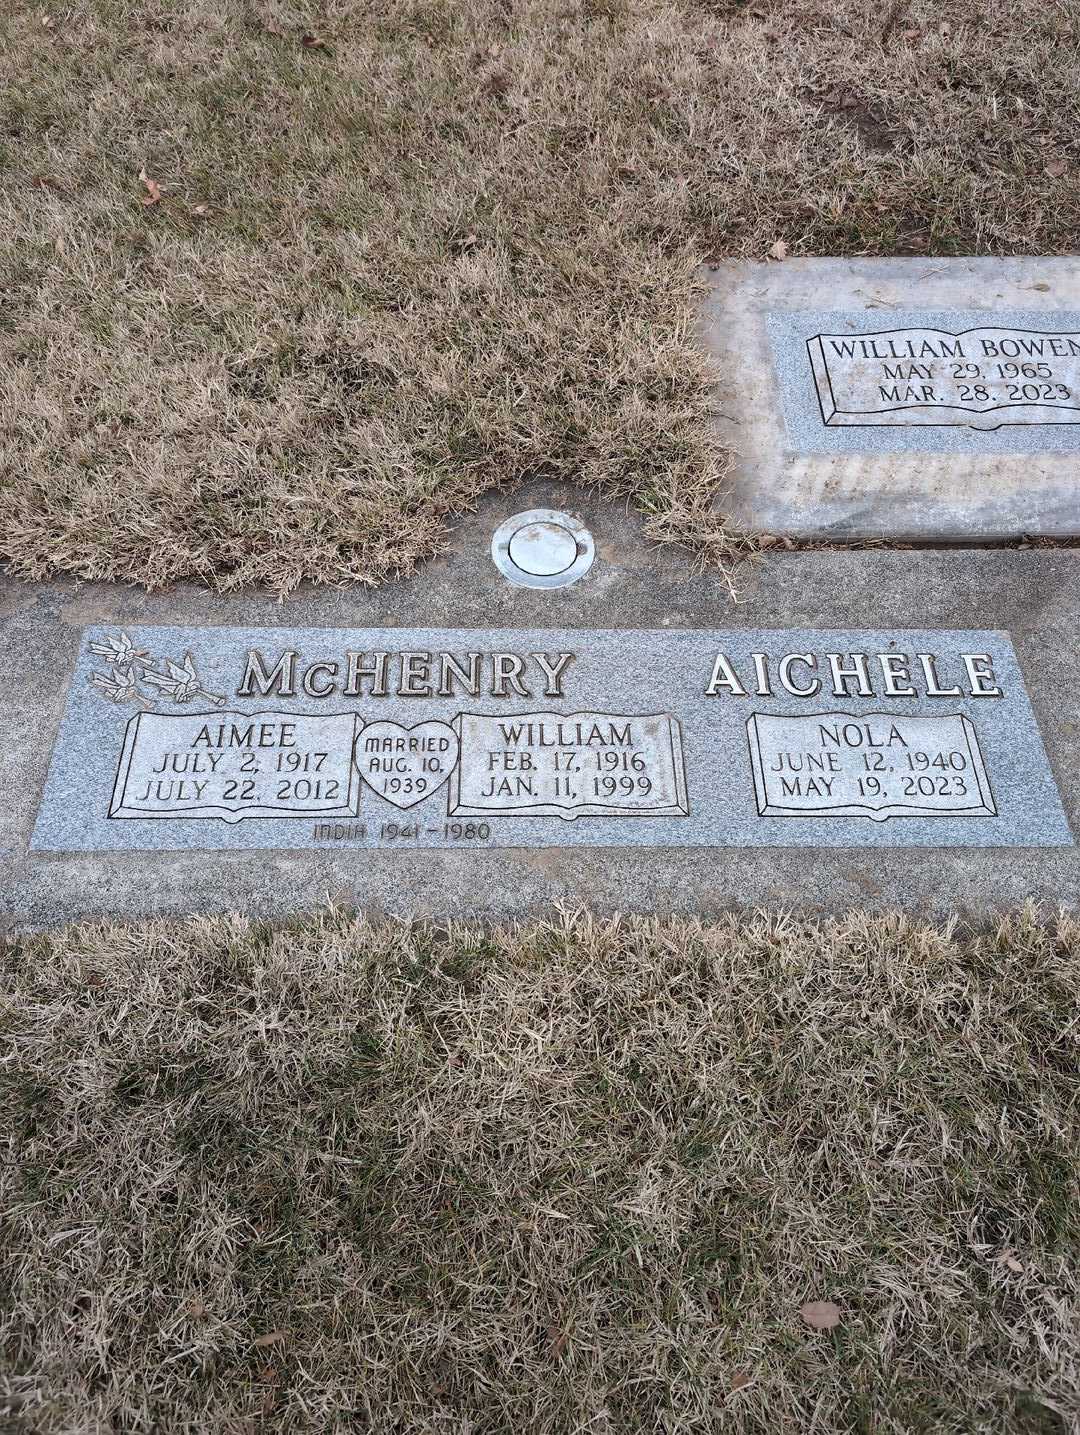 WILLIAM BOWEN
MAY 29, 1965
MAR. 28, 2023
McHENRY
AICHELE
AIMEE
JULY 2, 1917
JULY 22, 2012
MARRIED
AUG. 10,
1939
WILLIAM
FEB. 17, 1916
JAN. 11, 1999
NOLA
JUNE 12, 1940
MAY 19, 2023
INDIA 1941 - 1980